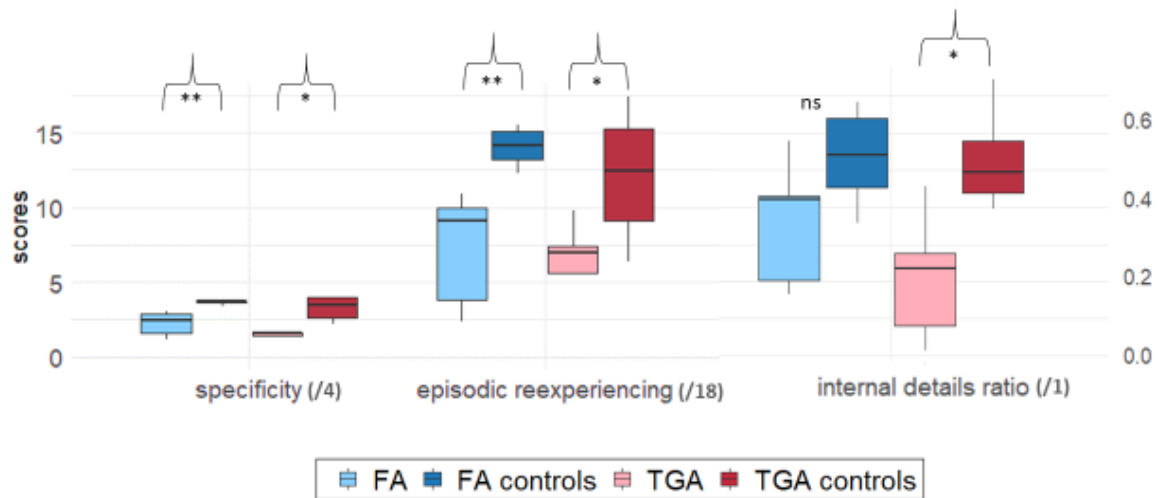 *
** *
** *
ns
15
10
5
0
scores
0.6
0.4
0.2
0.0
specificity (/4) episodic reexperiencing (/18) internal details ratio (/1)
FA FA controls TGA TGA controls